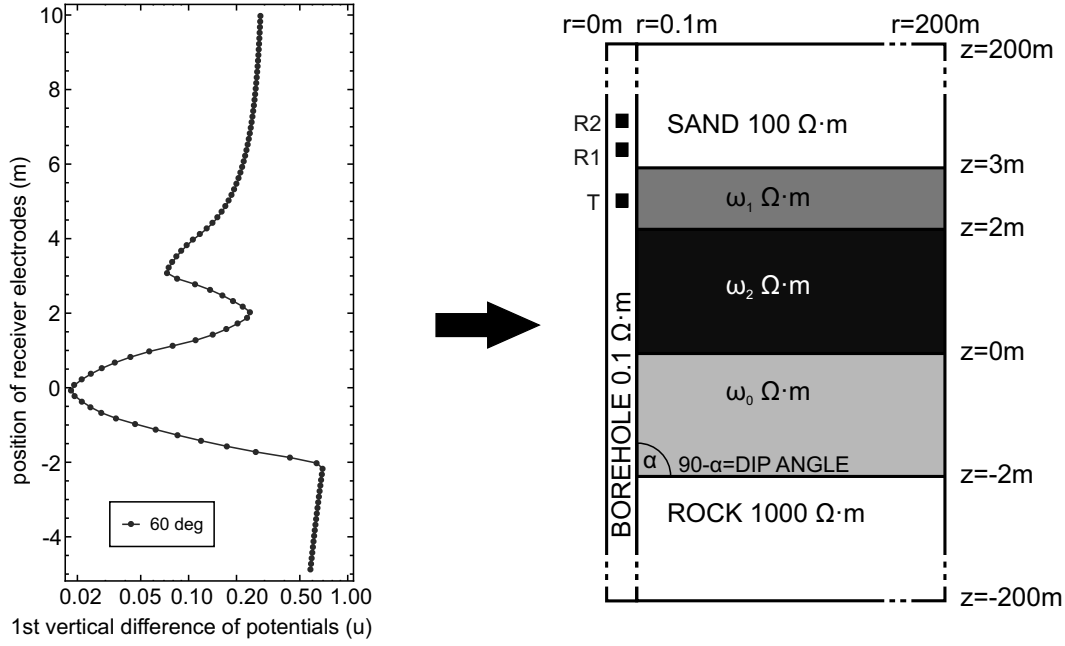 10
8
6
4
2
0
-2
-4
position of receiver electrodes (m)
60 deg
0.02 0.05 0.10 0.20 0.50 1.00
1st vertical difference of potentials (u)
r=0m r=0.1m r=200m
z=200m
R2
R1
T
SAND 100 Ω·m
z=3m
ω₁ Ω·m
z=2m
ω₂ Ω·m
z=0m
ω₀ Ω·m
BOREHOLE 0.1 Ω·m
α 90-α=DIP ANGLE
z=-2m
ROCK 1000 Ω·m
z=-200m